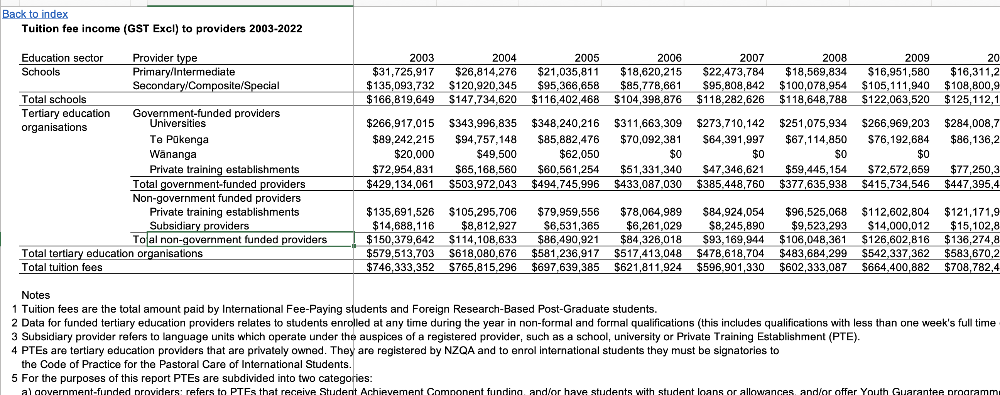 Back to index
Tuition fee income (GST Excl) to providers 2003-2022
Education sector Provider type 2003 2004 2005 2006 2007 2008 2009 20
Schools Primary/Intermediate $31,725,917 $26,814,276 $21,035,811 $18,620,215 $22,473,784 $18,569,834 $16,951,580 $16,311,2
Secondary/Composite/Special $135,093,732 $120,920,345 $95,366,658 $85,778,661 $95,808,842 $100,078,954 $105,111,940 $108,800,9
Total schools $166,819,649 $147,734,620 $116,402,468 $104,398,876 $118,282,626 $118,648,788 $122,063,520 $125,112,1
Tertiary education Government-funded providers
organisations Universities $266,917,015 $343,996,835 $348,240,216 $311,663,309 $273,710,142 $251,075,934 $266,969,203 $284,008,7
Te Pūkenga $89,242,215 $94,757,148 $85,882,476 $70,092,381 $64,391,997 $67,114,850 $76,192,684 $86,136,2
Wānanga $20,000 $49,500 $62,050 $0 $0 $0 $0
Private training establishments $72,954,831 $65,168,560 $60,561,254 $51,331,340 $47,346,621 $59,445,154 $72,572,659 $77,250,3
Total government-funded providers $429,134,061 $503,972,043 $494,745,996 $433,087,030 $385,448,760 $377,635,938 $415,734,546 $447,395,4
Non-government funded providers
Private training establishments $135,691,526 $105,295,706 $79,959,556 $78,064,989 $84,924,054 $96,525,068 $112,602,804 $121,171,9
Subsidiary providers $14,688,116 $8,812,927 $6,531,365 $6,261,029 $8,245,890 $9,523,293 $14,000,012 $15,102,8
Total non-government funded providers $150,379,642 $114,108,633 $86,490,921 $84,326,018 $93,169,944 $106,048,361 $126,602,816 $136,274,8
Total tertiary education organisations $579,513,703 $618,080,676 $581,236,917 $517,413,048 $478,618,704 $483,684,299 $542,337,362 $583,670,2
Total tuition fees $746,333,352 $765,815,296 $697,639,385 $621,811,924 $596,901,330 $602,333,087 $664,400,882 $708,782,4
Notes
1 Tuition fees are the total amount paid by International Fee-Paying students and Foreign Research-Based Post-Graduate students.
2 Data for funded tertiary education providers relates to students enrolled at any time during the year in non-formal and formal qualifications (this includes qualifications with less than one week's full time
3 Subsidiary provider refers to language units which operate under the auspices of a registered provider, such as a school, university or Private Training Establishment (PTE).
4 PTEs are tertiary education providers that are privately owned. They are registered by NZQA and to enrol international students they must be signatories to
the Code of Practice for the Pastoral Care of International Students.
5 For the purposes of this report PTEs are subdivided into two categories:
a) government-funded providers: refers to PTEs that receive Student Achievement Component funding, and/or have students with student loans or allowances, and/or offer Youth Guarantee programm